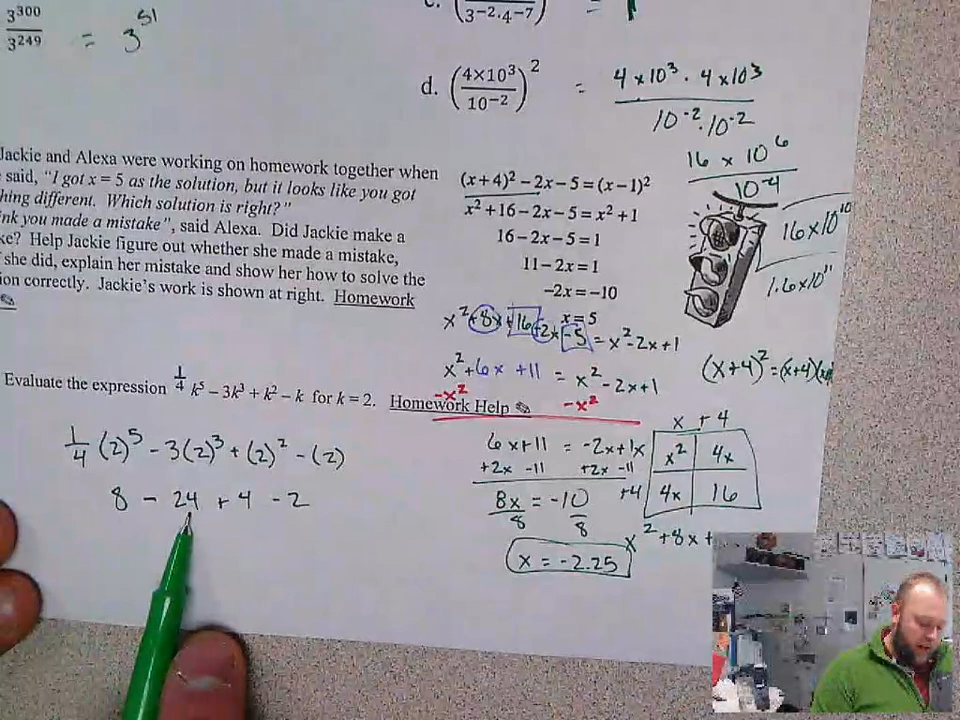 3^300 / 3^249 = 3^51
c. ( / 3^−2·4^−7) =
d. (4×10^3 / 10^−2)^2 = 4×10^3 · 4×10^3 / 10^-2 · 10^-2
16 × 10^6 / 10^-4
16×10^10
1.6×10^11
Jackie and Alexa were working on homework together when
said, "I got x = 5 as the solution, but it looks like you got
hing different. Which solution is right?"
nk you made a mistake", said Alexa. Did Jackie make a
ke? Help Jackie figure out whether she made a mistake,
she did, explain her mistake and show her how to solve the
ion correctly. Jackie's work is shown at right. Homework
(x+4)^2 −2x−5=(x−1)^2
x^2+16−2x−5=x^2+1
16−2x−5=1
11−2x=1
−2x=−10
x=5
x^2+8x+16-2x-5=x^2-2x+1
x^2+6x+11 = x^2-2x+1
-x^2 -x^2
6x+11 = -2x+1
+2x -11 +2x -11
8x = -10
8 8
x = -2.25
(x+4)^2=(x+4)(x
x + 4
x^2 4x
+4 4x 16
x^2+8x+
Evaluate the expression 1/4 k^5 − 3k^3 + k^2 − k for k = 2. Homework Help
1/4 (2)^5 - 3(2)^3 + (2)^2 - (2)
8 - 24 + 4 - 2